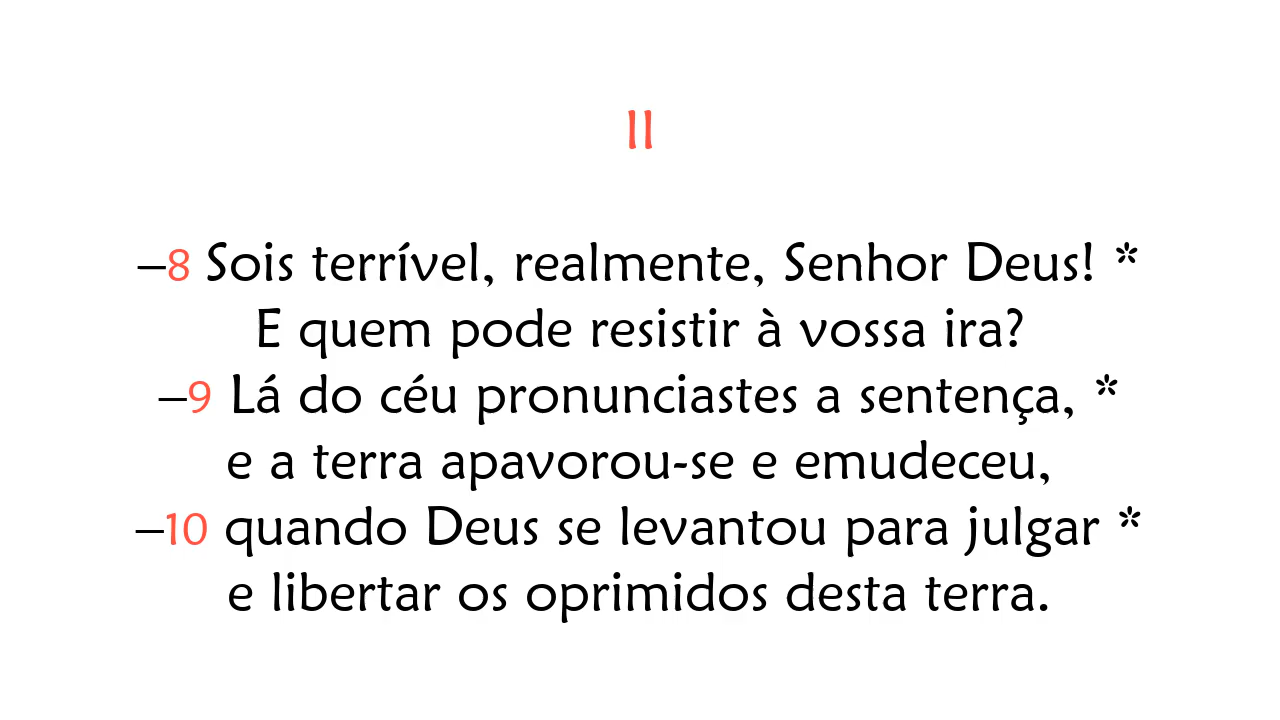 II
–8 Sois terrível, realmente, Senhor Deus! *
E quem pode resistir à vossa ira?
–9 Lá do céu pronunciastes a sentença, *
e a terra apavorou-se e emudeceu,
–10 quando Deus se levantou para julgar *
e libertar os oprimidos desta terra.